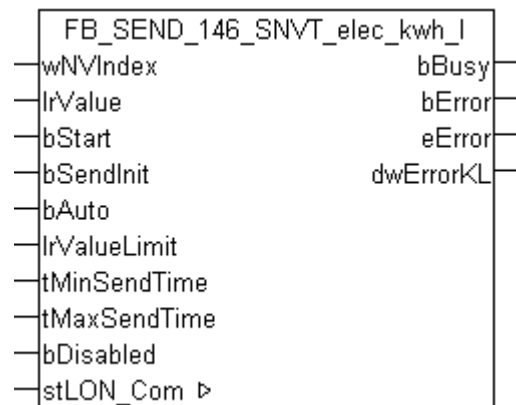 FB_SEND_146_SNVT_elec_kwh_l
wNVIndex bBusy
lrValue bError
bStart eError
bSendInit dwErrorKL
bAuto
lrValueLimit
tMinSendTime
tMaxSendTime
bDisabled
stLON_Com ▷